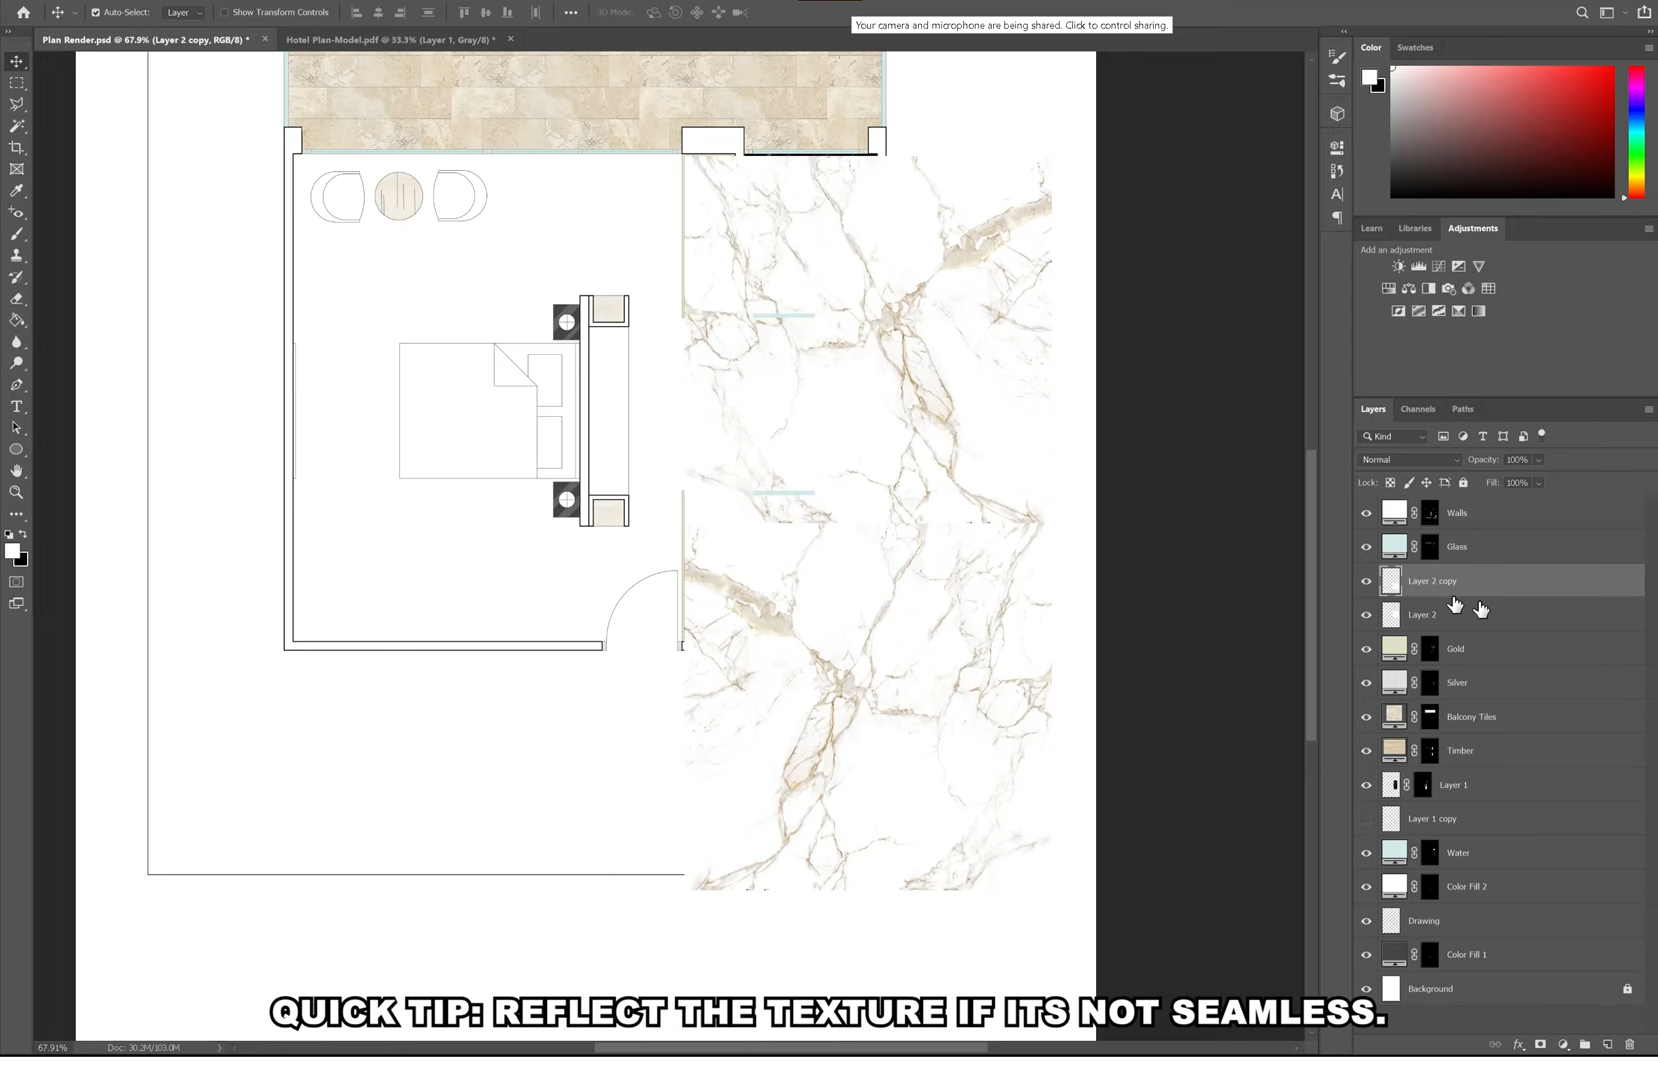 Auto-Select: Layer Show Transform Controls 3D Mode:
Your camera and microphone are being shared. Click to control sharing.
Plan Render.psd @ 67.9% (Layer 2 copy, RGB/8) *
Hotel Plan-Model.pdf @ 33.3% (Layer 1, Gray/8) *
Color Swatches
Learn Libraries Adjustments
Add an adjustment
Layers Channels Paths
Kind
Normal Opacity: 100%
Lock: Fill: 100%
Walls
Glass
Layer 2 copy
Layer 2
Gold
Silver
Balcony Tiles
Timber
Layer 1
Layer 1 copy
Water
Color Fill 2
Drawing
Color Fill 1
Background
QUICK TIP: REFLECT THE TEXTURE IF ITS NOT SEAMLESS.
67.91% Doc: 30.2M/103.0M